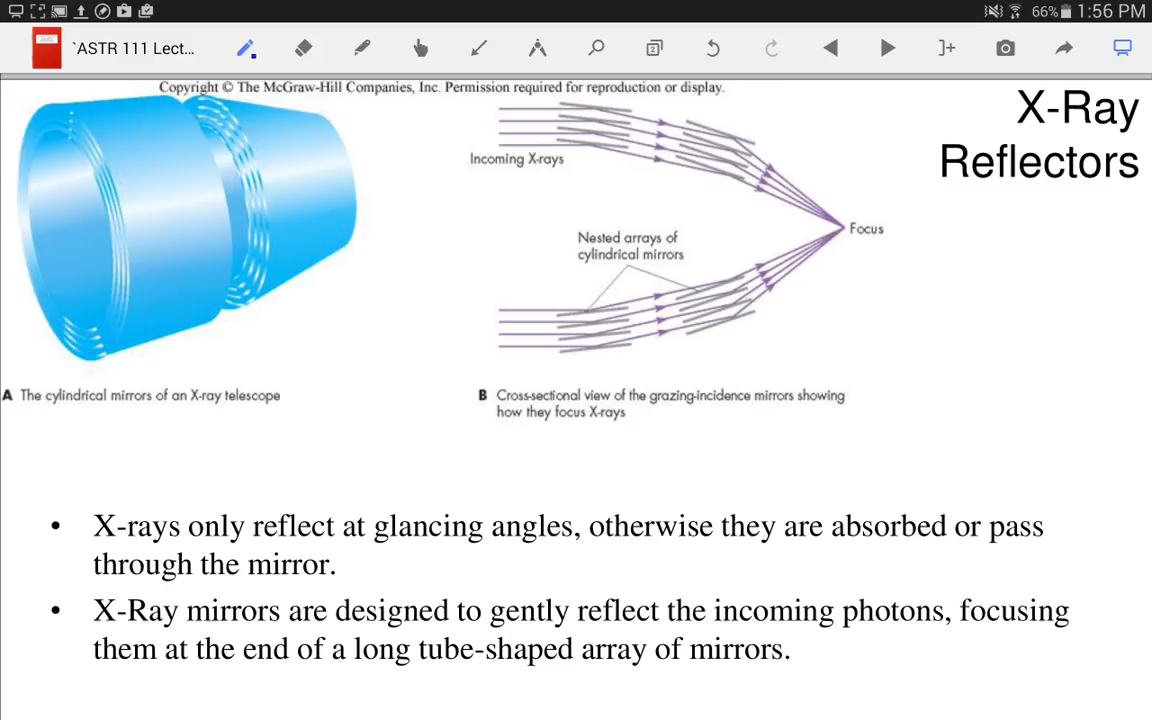 66% 1:56 PM
`ASTR 111 Lect...
2
Copyright © The McGraw-Hill Companies, Inc. Permission required for reproduction or display.
X-Ray
Reflectors
Incoming X-rays
Focus
Nested arrays of
cylindrical mirrors
A The cylindrical mirrors of an X-ray telescope
B Cross-sectional view of the grazing-incidence mirrors showing
how they focus X-rays
• X-rays only reflect at glancing angles, otherwise they are absorbed or pass
through the mirror.
• X-Ray mirrors are designed to gently reflect the incoming photons, focusing
them at the end of a long tube-shaped array of mirrors.